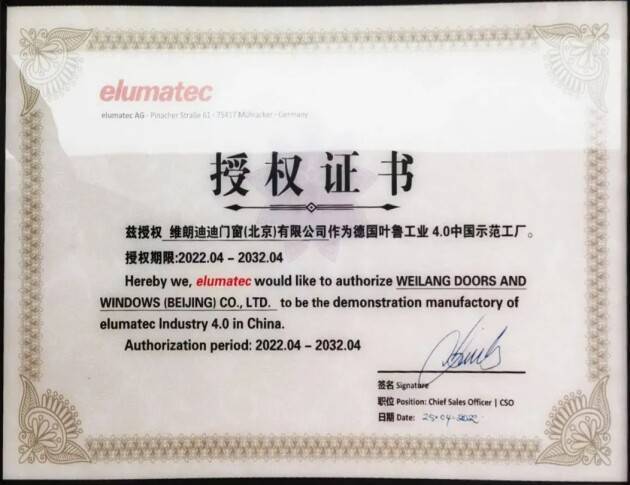 elumatec
elumatec AG - Pinacher Straße 61 - 75417 Mühlacker - Germany
授权证书
兹授权 维朗迪迪门窗(北京)有限公司作为德国叶鲁工业 4.0中国示范工厂。
授权期限:2022.04 – 2032.04
Hereby we, elumatec would like to authorize WEILANG DOORS AND
WINDOWS (BEIJING) CO., LTD. to be the demonstration manufactory of
elumatec Industry 4.0 in China.
Authorization period: 2022.04 – 2032.04
签名 Signature
职位 Position: Chief Sales Officer | CSO
日期 Date: 25-04-2022